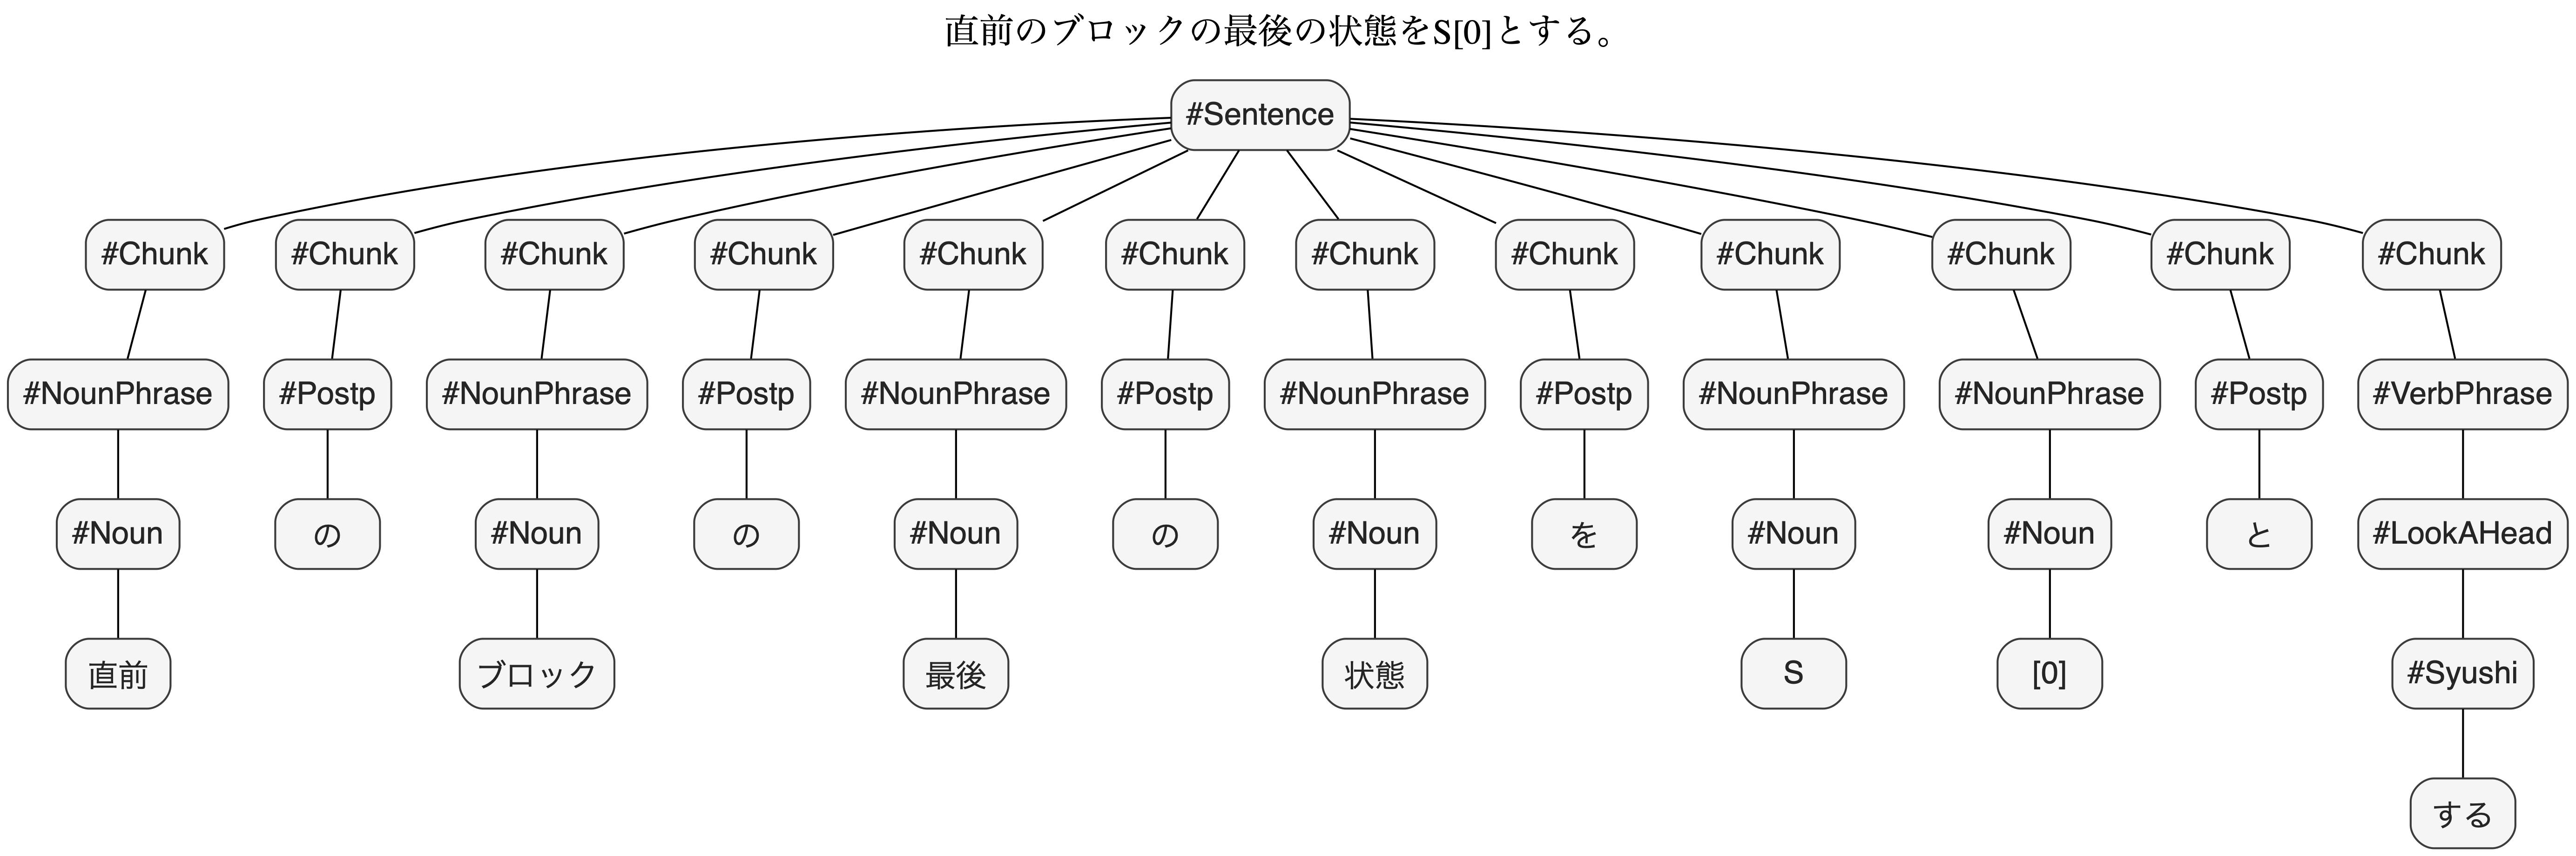 直前のブロックの最後の状態をS[0]とする。
#Sentence
#Chunk #Chunk #Chunk #Chunk #Chunk #Chunk #Chunk #Chunk #Chunk #Chunk #Chunk #Chunk
#NounPhrase #Postp #NounPhrase #Postp #NounPhrase #Postp #NounPhrase #Postp #NounPhrase #NounPhrase #Postp #VerbPhrase
#Noun の #Noun の #Noun の #Noun を #Noun #Noun と #LookAHead
直前 ブロック 最後 状態 S [0] #Syushi
する